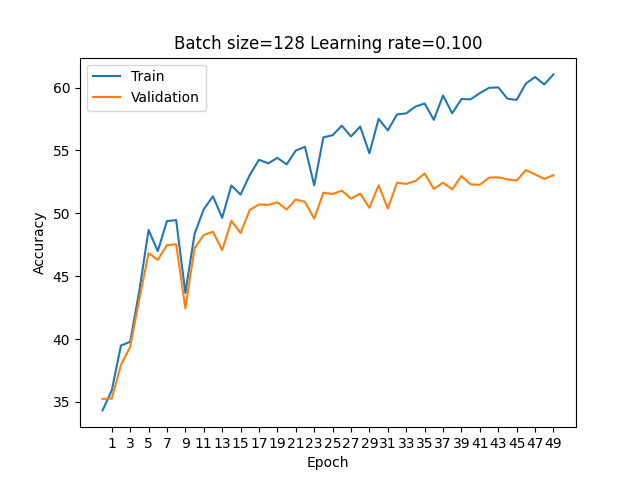 Batch size=128 Learning rate=0.100
Train
Validation
60
55
50
45
40
35
Accuracy
1 3 5 7 9 11 13 15 17 19 21 23 25 27 29 31 33 35 37 39 41 43 45 47 49
Epoch